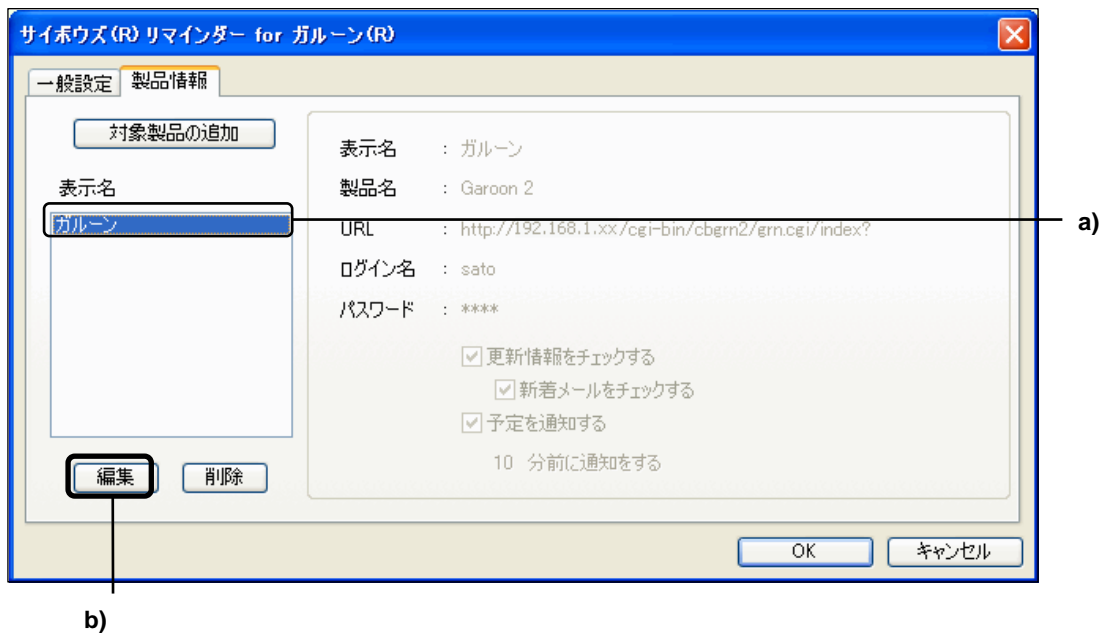 サイボウズ(R) リマインダー for ガルーン(R)
一般設定 製品情報
対象製品の追加
表示名
ガルーン
編集 削除
表示名 : ガルーン
製品名 : Garoon 2
URL : http://192.168.1.xx/cgi-bin/cbgrn2/grn.cgi/index?
ログイン名 : sato
パスワード : ****
更新情報をチェックする
新着メールをチェックする
予定を通知する
10 分前に通知をする
OK キャンセル
a)
b)